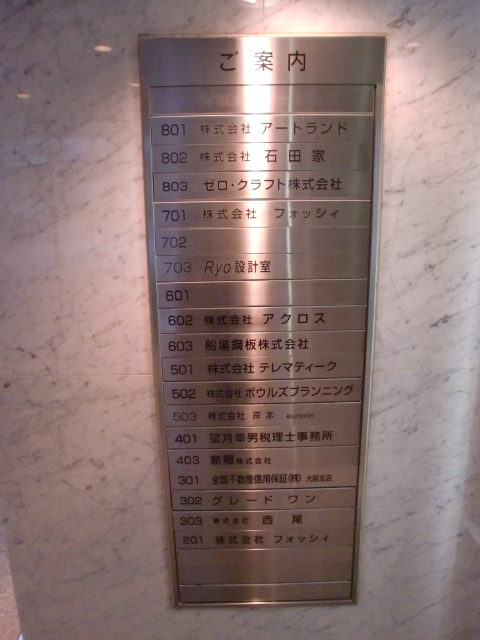 ご案内
801 株式会社 アートランド
802 株式会社 石田家
803 ゼロ・クラフト株式会社
701 株式会社 フォッシィ
702
703 Ryo設計室
601
602 株式会社 アクロス
603 船場鋼板株式会社
501 株式会社 テレマティーク
502 株式会社 ボウルズプランニング
503 株式会社 岸本 eurovin
401 望月幸男税理士事務所
403 新報株式会社
301 全国不動産信用保証(株) 大阪支店
302 グレードワン
303 株式会社 西尾
201 株式会社 フォッシィ